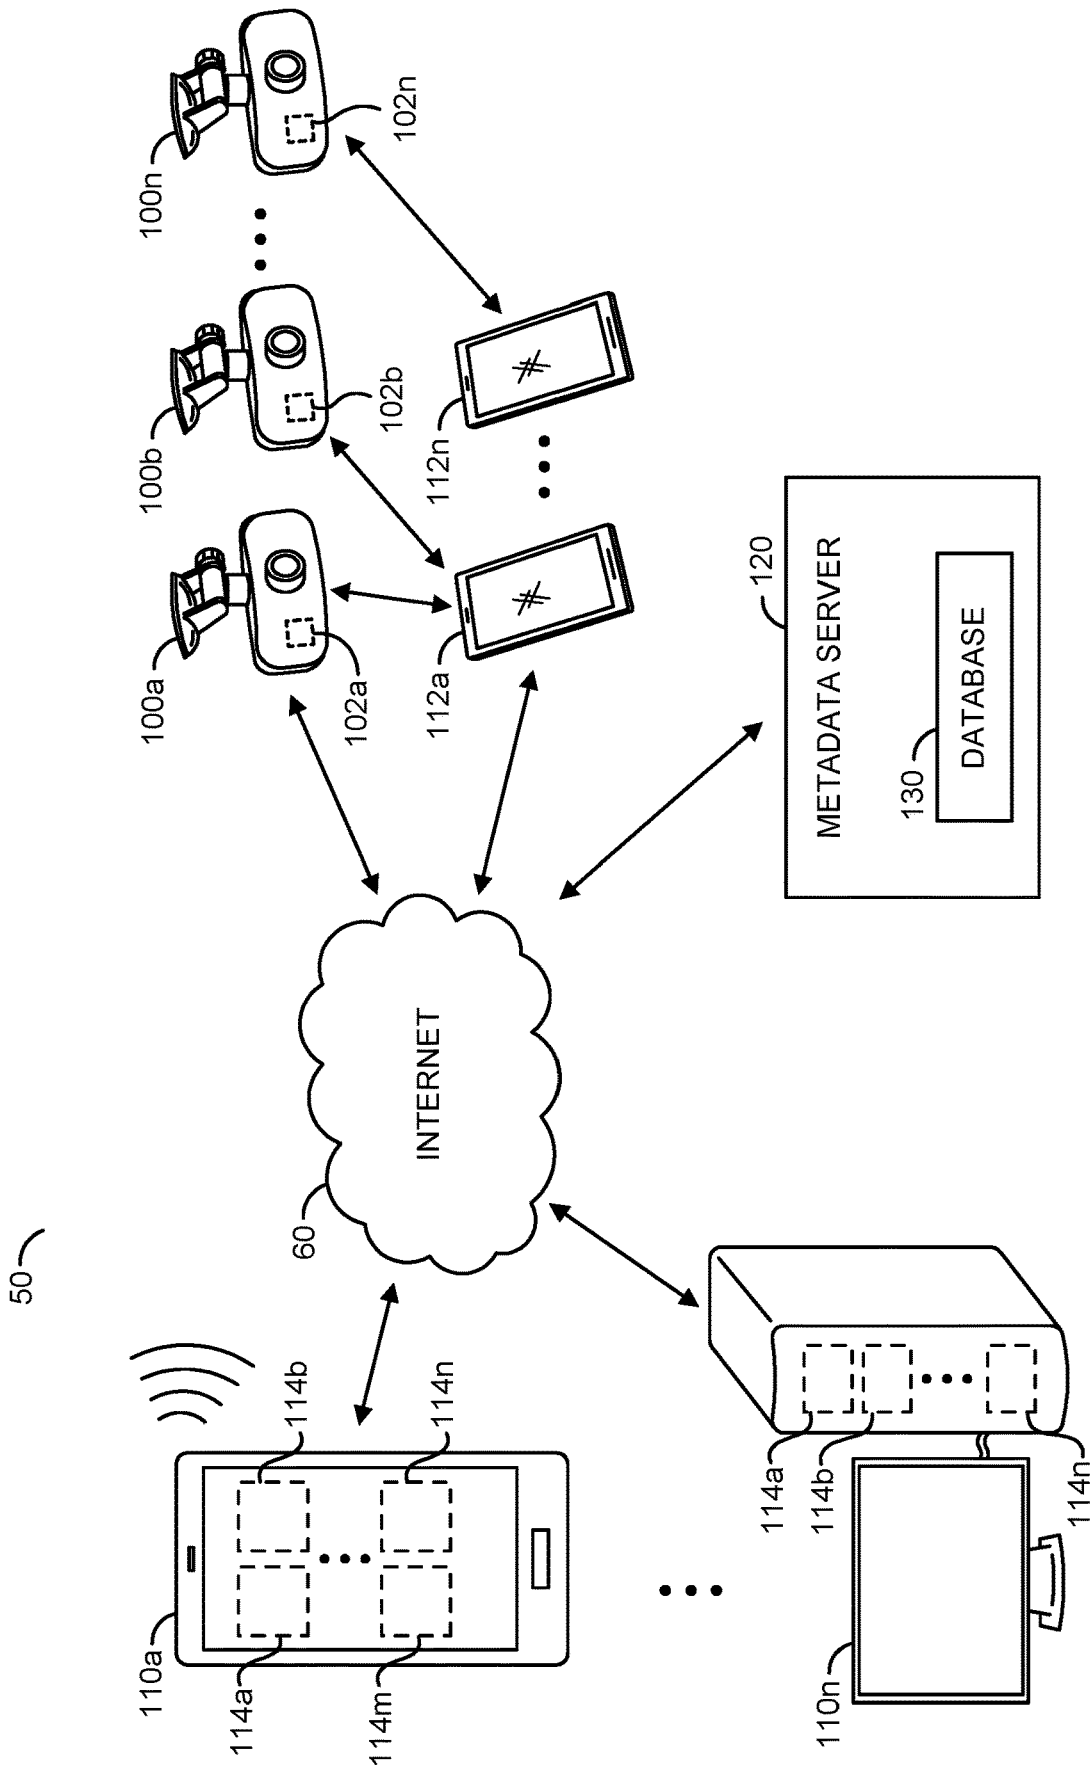 50
110a
114a
114b
114m
114n
60
INTERNET
100a
102a
100b
102b
100n
102n
112a
112n
120
METADATA SERVER
130
DATABASE
110n
114a
114b
114n